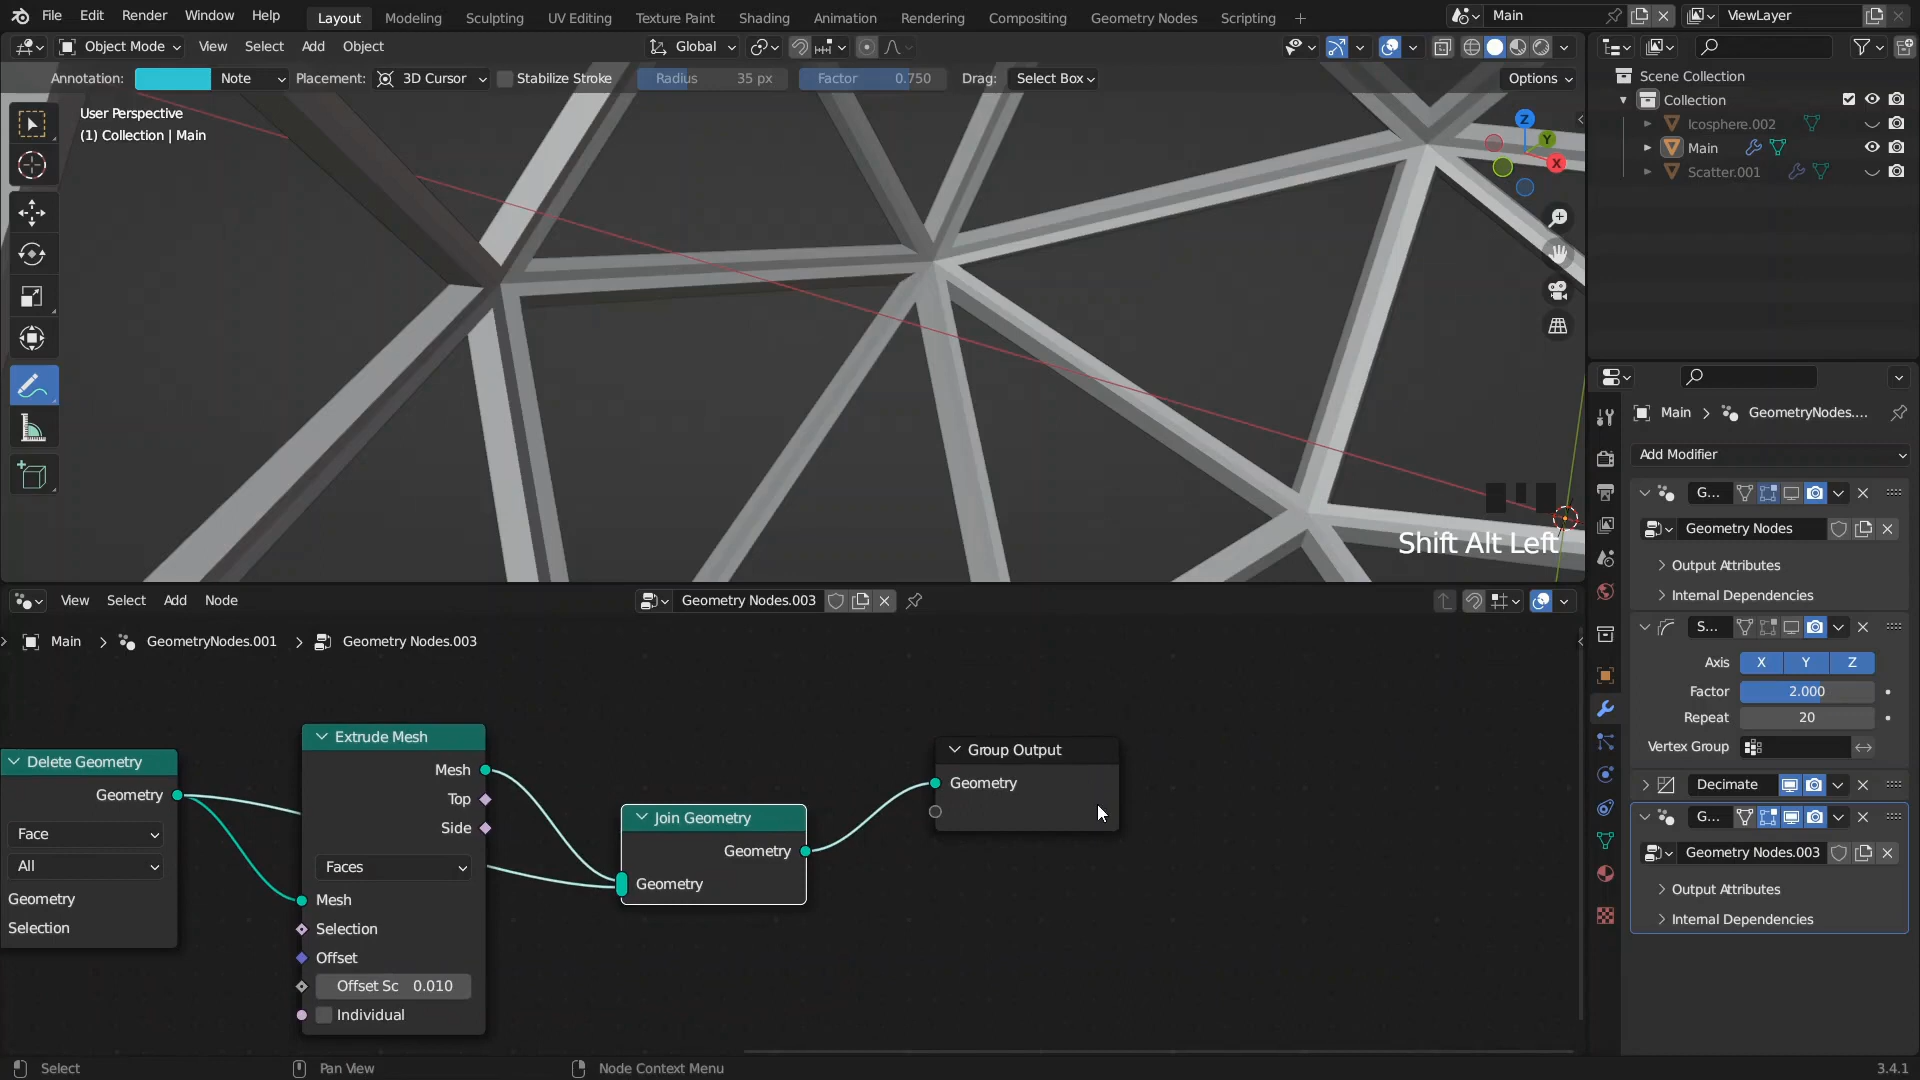 File Edit Render Window Help Layout Modeling Sculpting UV Editing Texture Paint Shading Animation Rendering Compositing Geometry Nodes Scripting + Main ViewLayer
Object Mode View Select Add Object Global
Annotation: Note Placement: 3D Cursor Stabilize Stroke Radius 35 px Factor 0.750 Drag: Select Box Options
User Perspective
(1) Collection | Main
Z
Y
X
Shift Alt Left
Scene Collection
Collection
Icosphere.002
Main
Scatter.001
Main > GeometryNodes....
Add Modifier
G...
Geometry Nodes
Output Attributes
Internal Dependencies
S...
Axis X Y Z
Factor 2.000
Repeat 20
Vertex Group
Decimate
G...
Geometry Nodes.003
Output Attributes
Internal Dependencies
View Select Add Node Geometry Nodes.003
Main > GeometryNodes.001 > Geometry Nodes.003
Delete Geometry
Geometry
Face
All
Geometry
Selection
Extrude Mesh
Mesh
Top
Side
Faces
Mesh
Selection
Offset
Offset Sc 0.010
Individual
Join Geometry
Geometry
Geometry
Group Output
Geometry
Select Pan View Node Context Menu 3.4.1